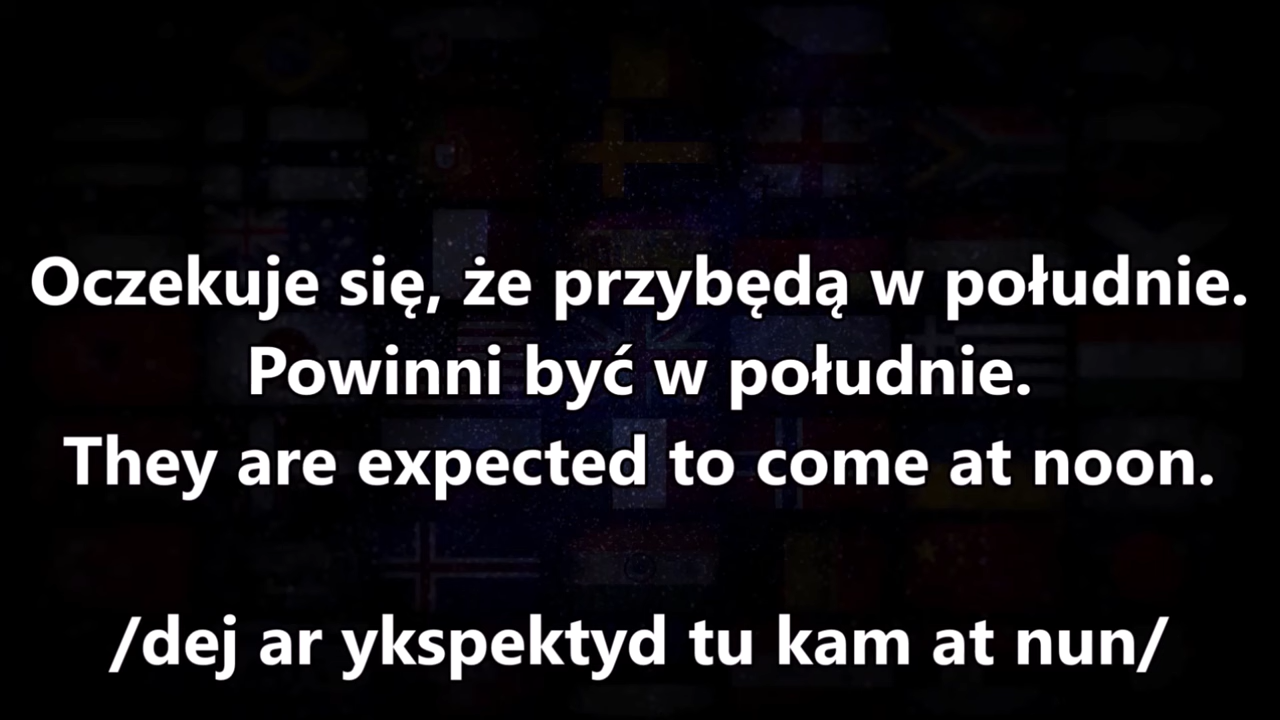 Oczekuje się, że przybędą w południe.
Powinni być w południe.
They are expected to come at noon.
/dej ar ykspektyd tu kam at nun/